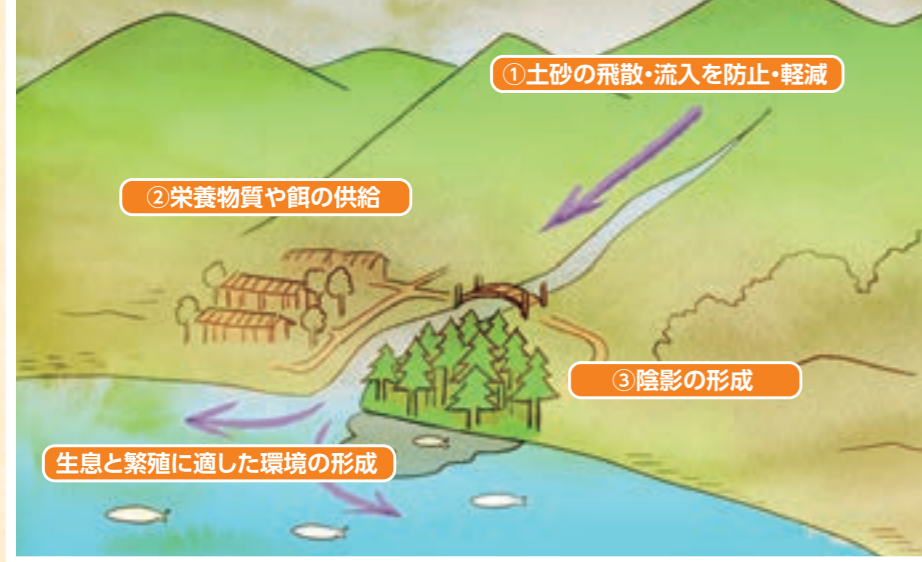 ①土砂の飛散・流入を防止・軽減
②栄養物質や餌の供給
③陰影の形成
生息と繁殖に適した環境の形成